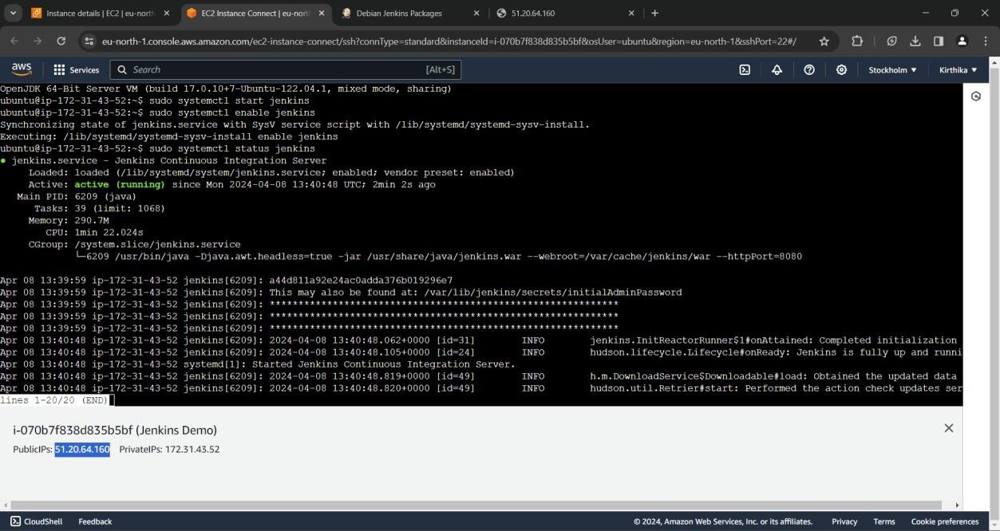 Instance details | EC2 | eu-north
EC2 Instance Connect | eu-nort
Debian Jenkins Packages
51.20.64.160
eu-north-1.console.aws.amazon.com/ec2-instance-connect/ssh?connType=standard&instanceId=i-070b7f838d835b5bf&osUser=ubuntu&region=eu-north-1&sshPort=22#/
aws Services Search [Alt+S] Stockholm ▼ Kirthika ▼
OpenJDK 64-Bit Server VM (build 17.0.10+7-Ubuntu-122.04.1, mixed mode, sharing)
ubuntu@ip-172-31-43-52:~$ sudo systemctl start jenkins
ubuntu@ip-172-31-43-52:~$ sudo systemctl enable jenkins
Synchronizing state of jenkins.service with SysV service script with /lib/systemd/systemd-sysv-install.
Executing: /lib/systemd/systemd-sysv-install enable jenkins
ubuntu@ip-172-31-43-52:~$ sudo systemctl status jenkins
● jenkins.service - Jenkins Continuous Integration Server
Loaded: loaded (/lib/systemd/system/jenkins.service; enabled; vendor preset: enabled)
Active: active (running) since Mon 2024-04-08 13:40:48 UTC; 2min 2s ago
Main PID: 6209 (java)
Tasks: 39 (limit: 1068)
Memory: 290.7M
CPU: 1min 22.024s
CGroup: /system.slice/jenkins.service
└─6209 /usr/bin/java -Djava.awt.headless=true -jar /usr/share/java/jenkins.war --webroot=/var/cache/jenkins/war --httpPort=8080
Apr 08 13:39:59 ip-172-31-43-52 jenkins[6209]: a44d811a92e24ac0adda376b019296e7
Apr 08 13:39:59 ip-172-31-43-52 jenkins[6209]: This may also be found at: /var/lib/jenkins/secrets/initialAdminPassword
Apr 08 13:39:59 ip-172-31-43-52 jenkins[6209]: *************************************************************
Apr 08 13:39:59 ip-172-31-43-52 jenkins[6209]: *************************************************************
Apr 08 13:39:59 ip-172-31-43-52 jenkins[6209]: *************************************************************
Apr 08 13:40:48 ip-172-31-43-52 jenkins[6209]: 2024-04-08 13:40:48.062+0000 [id=31] INFO jenkins.InitReactorRunner$1#onAttained: Completed initialization
Apr 08 13:40:48 ip-172-31-43-52 jenkins[6209]: 2024-04-08 13:40:48.105+0000 [id=24] INFO hudson.lifecycle.Lifecycle#onReady: Jenkins is fully up and runni
Apr 08 13:40:48 ip-172-31-43-52 systemd[1]: Started Jenkins Continuous Integration Server.
Apr 08 13:40:48 ip-172-31-43-52 jenkins[6209]: 2024-04-08 13:40:48.819+0000 [id=49] INFO h.m.DownloadService$Downloadable#load: Obtained the updated data
Apr 08 13:40:48 ip-172-31-43-52 jenkins[6209]: 2024-04-08 13:40:48.820+0000 [id=49] INFO hudson.util.Retrier#start: Performed the action check updates ser
lines 1-20/20 (END)
i-070b7f838d835b5bf (Jenkins Demo)
PublicIPs: 51.20.64.160 PrivateIPs: 172.31.43.52
CloudShell Feedback © 2024, Amazon Web Services, Inc. or its affiliates. Privacy Terms Cookie preferences